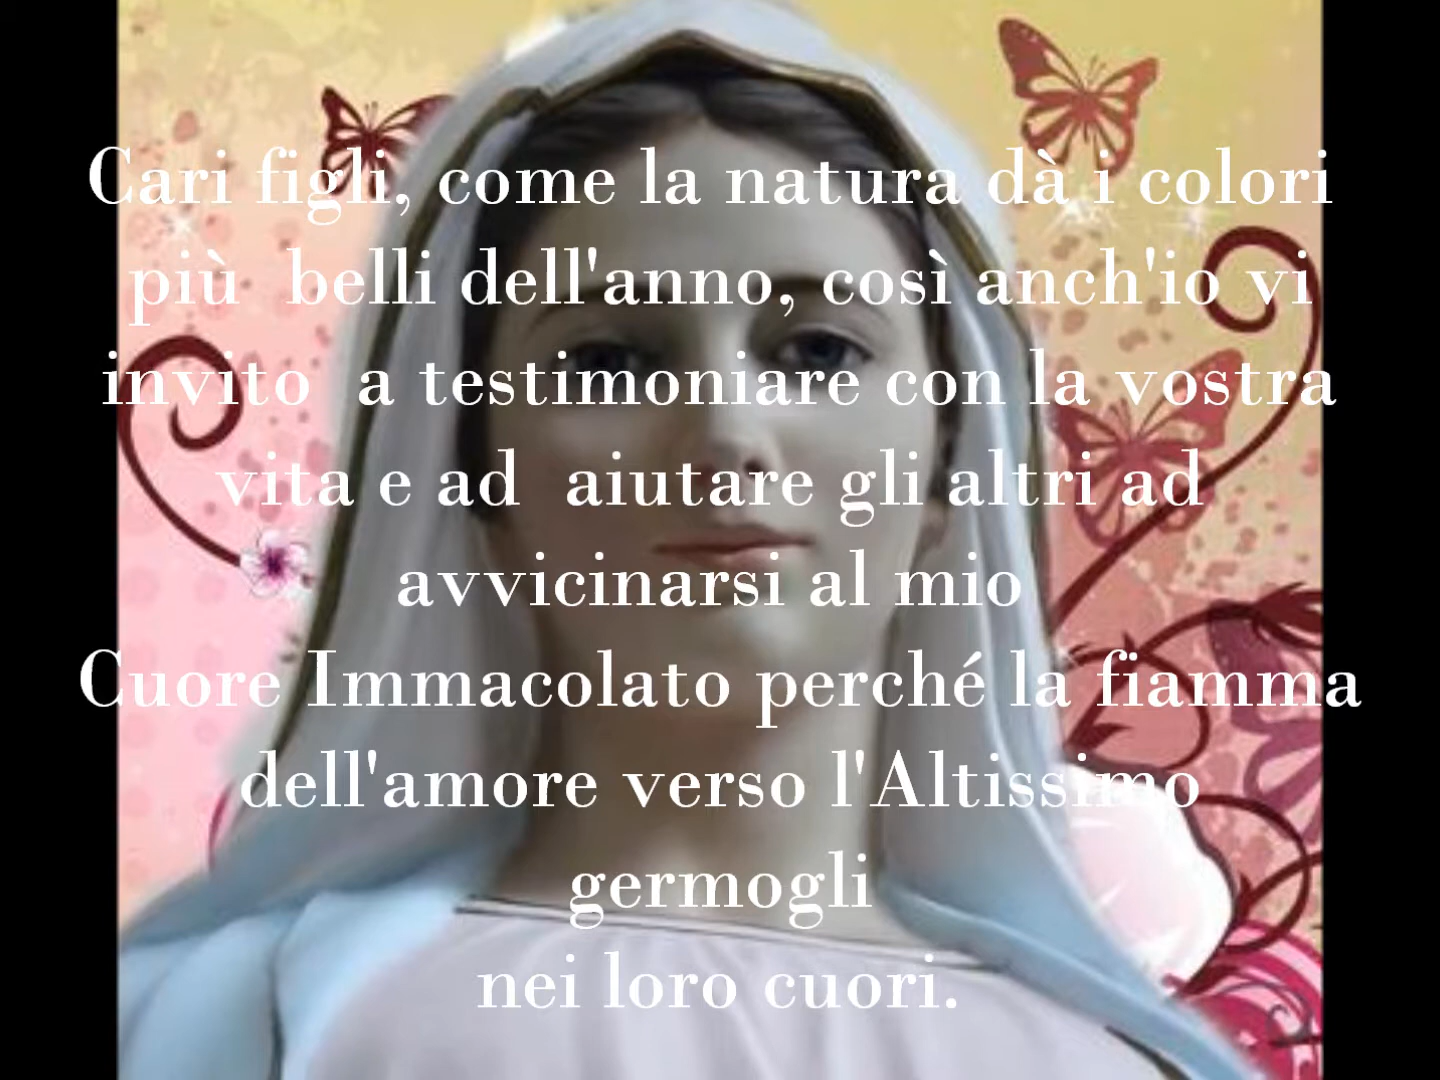 Cari figli, come la natura dà i colori
più belli dell'anno, così anch'io vi
invito a testimoniare con la vostra
vita e ad aiutare gli altri ad
avvicinarsi al mio
Cuore Immacolato perché la fiamma
dell'amore verso l'Altissimo
germogli
nei loro cuori.